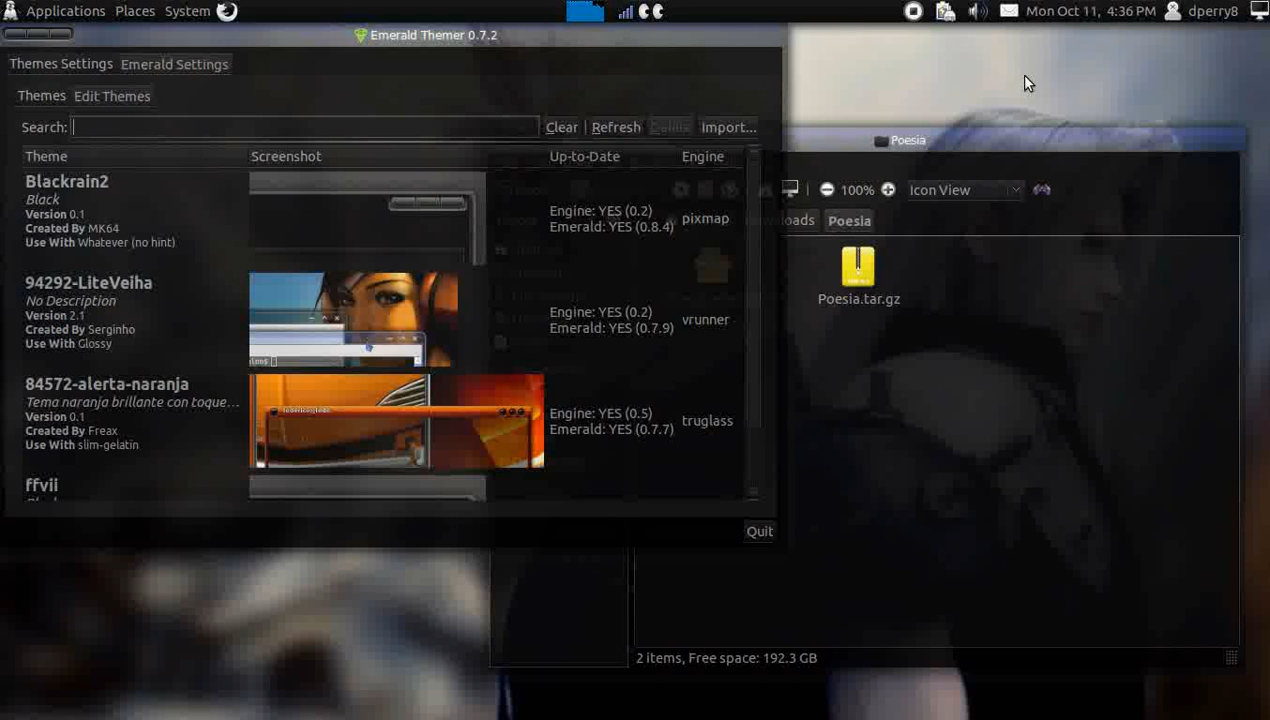 Applications Places System
Mon Oct 11, 4:36 PM dperry8
Emerald Themer 0.7.2
Themes Settings Emerald Settings
Themes Edit Themes
Search: Clear Refresh Delete Import...
Theme Screenshot Up-to-Date Engine
Blackrain2
Black
Version 0.1
Created By MK64
Use With Whatever (no hint)
Engine: YES (0.2)
Emerald: YES (0.8.4)
pixmap
94292-LiteVeiha
No Description
Version 2.1
Created By Serginho
Use With Glossy
Engine: YES (0.2)
Emerald: YES (0.7.9)
vrunner
84572-alerta-naranja
Tema naranja brillante con toque...
Version 0.1
Created By Freax
Use With slim-gelatin
Engine: YES (0.5)
Emerald: YES (0.7.7)
truglass
ffvii
Quit
Poesia
100% Icon View
oads Poesia
Poesia.tar.gz
2 items, Free space: 192.3 GB